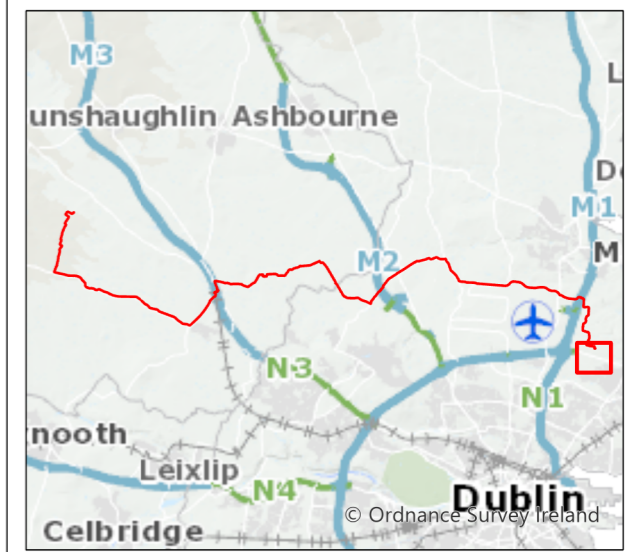 M3
L
unshaughlin Ashbourne
D
M1
M2
M
N3
N1
nooth
Leixlip
N4
Dublin
© Ordnance Survey Ireland
Celbridge